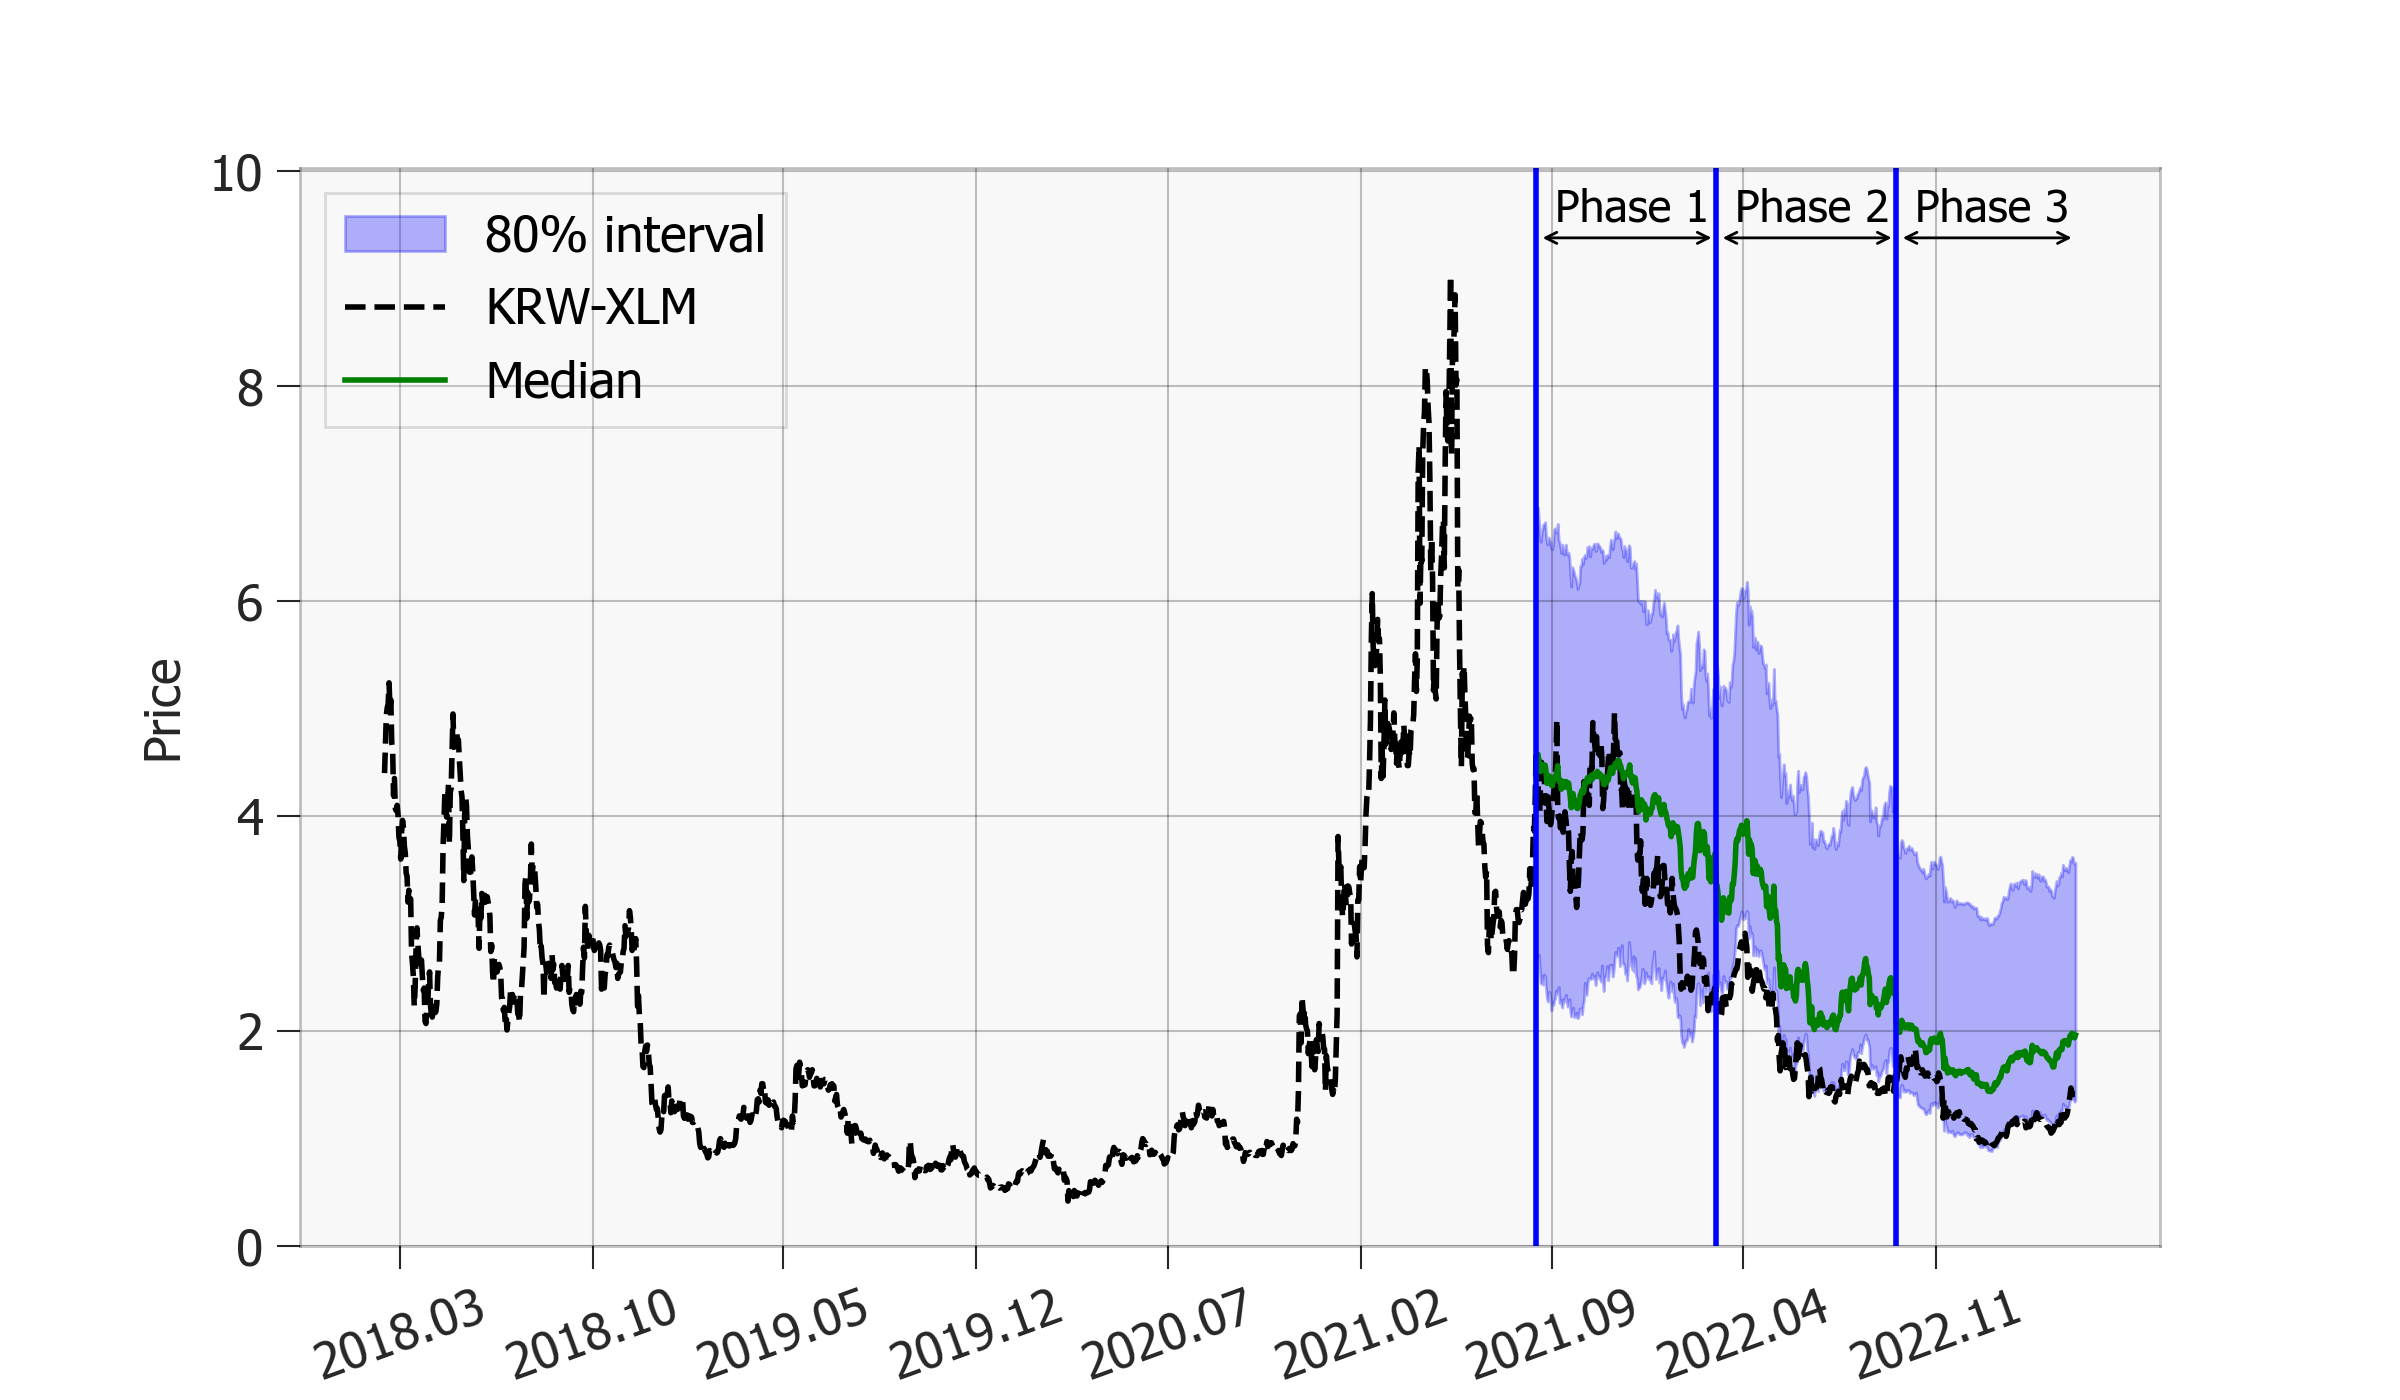 10
8
6
4
2
0
Price
80% interval
KRW-XLM
Median
Phase 1
Phase 2
Phase 3
2018.03
2018.10
2019.05
2019.12
2020.07
2021.02
2021.09
2022.04
2022.11